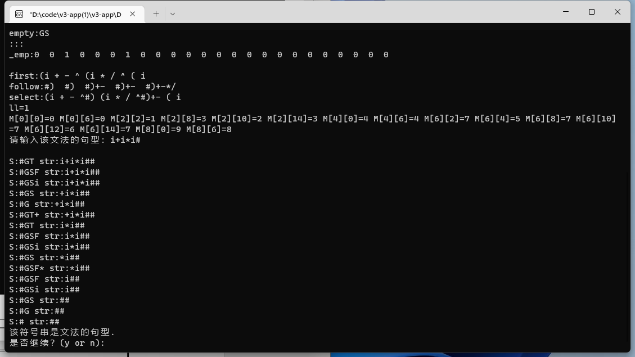 "D:\code\v3-app(1)\v3-app\D
empty:GS
:::
_emp:0 0 1 0 0 0 1 0 0 0 0 0 0 0 0 0 0 0 0 0 0 0 0 0
first:(i + - ^ (i * / ^ ( i
follow:#) #) #)+- #)+- #)+-*/
select:(i + - ^#) (i * / ^#)+- ( i
ll=1
M[0][0]=0 M[0][6]=0 M[2][2]=1 M[2][8]=3 M[2][10]=2 M[2][14]=3 M[4][0]=4 M[4][6]=4 M[6][2]=7 M[6][4]=5 M[6][8]=7 M[6][10]
=7 M[6][12]=6 M[6][14]=7 M[8][0]=9 M[8][6]=8
请输入该文法的句型: i+i*i#
S:#GT str:i+i*i##
S:#GSF str:i+i*i##
S:#GSi str:i+i*i##
S:#GS str:+i*i##
S:#G str:+i*i##
S:#GT+ str:+i*i##
S:#GT str:i*i##
S:#GSF str:i*i##
S:#GSi str:i*i##
S:#GS str:*i##
S:#GSF* str:*i##
S:#GSF str:i##
S:#GSi str:i##
S:#GS str:##
S:#G str:##
S:# str:##
该符号串是文法的句型.
是否继续? (y or n):